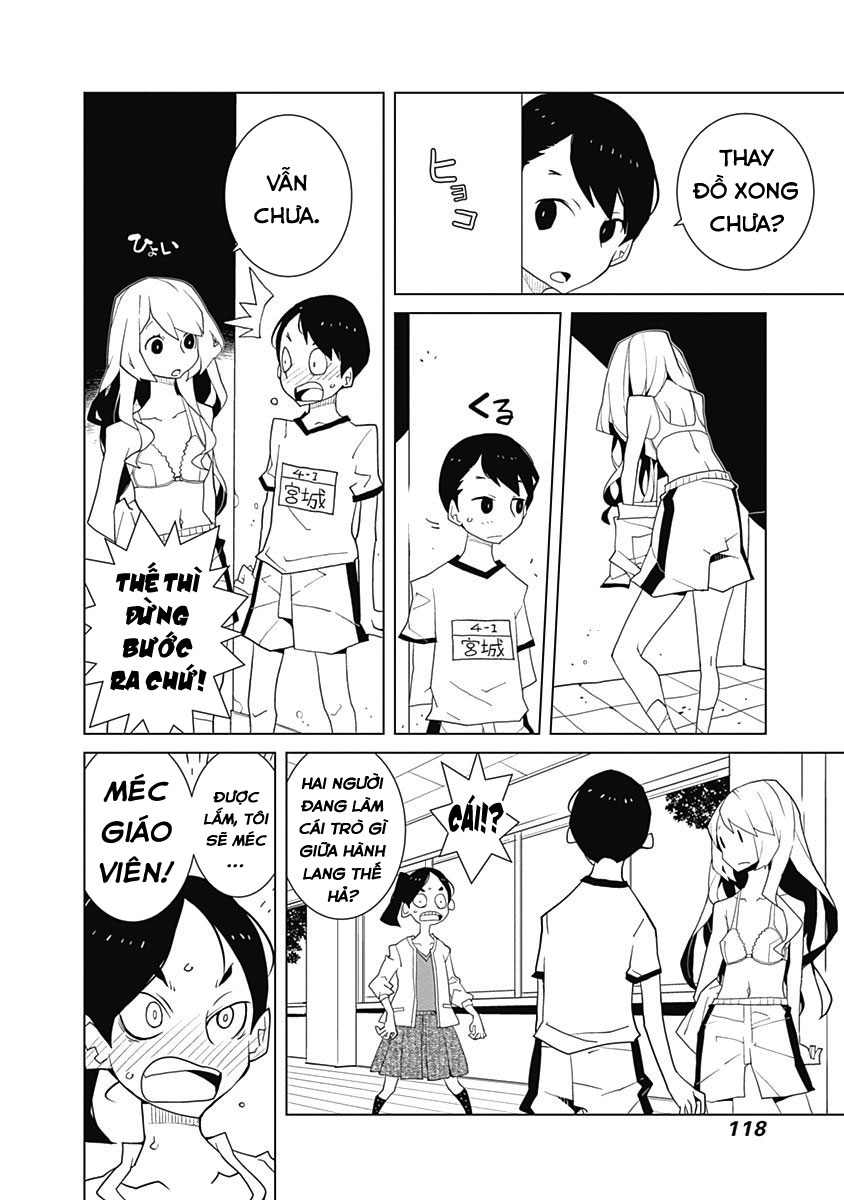 THAY
ĐỒ XONG
CHƯA?
ヒョコ
くる
4-1
宮城
VẪN
CHƯA.
ひょい
4-1
宮城
THẾ THÌ
ĐỪNG
BƯỚC
RA CHỨ!
CÁI!?
HAI NGƯỜI
ĐANG LÀM
CÁI TRÒ GÌ
GIỮA HÀNH
LANG THẾ
HẢ?
ĐƯỢC
LẮM, TÔI
SẼ MÉC
...
MÉC
GIÁO
VIÊN!
118